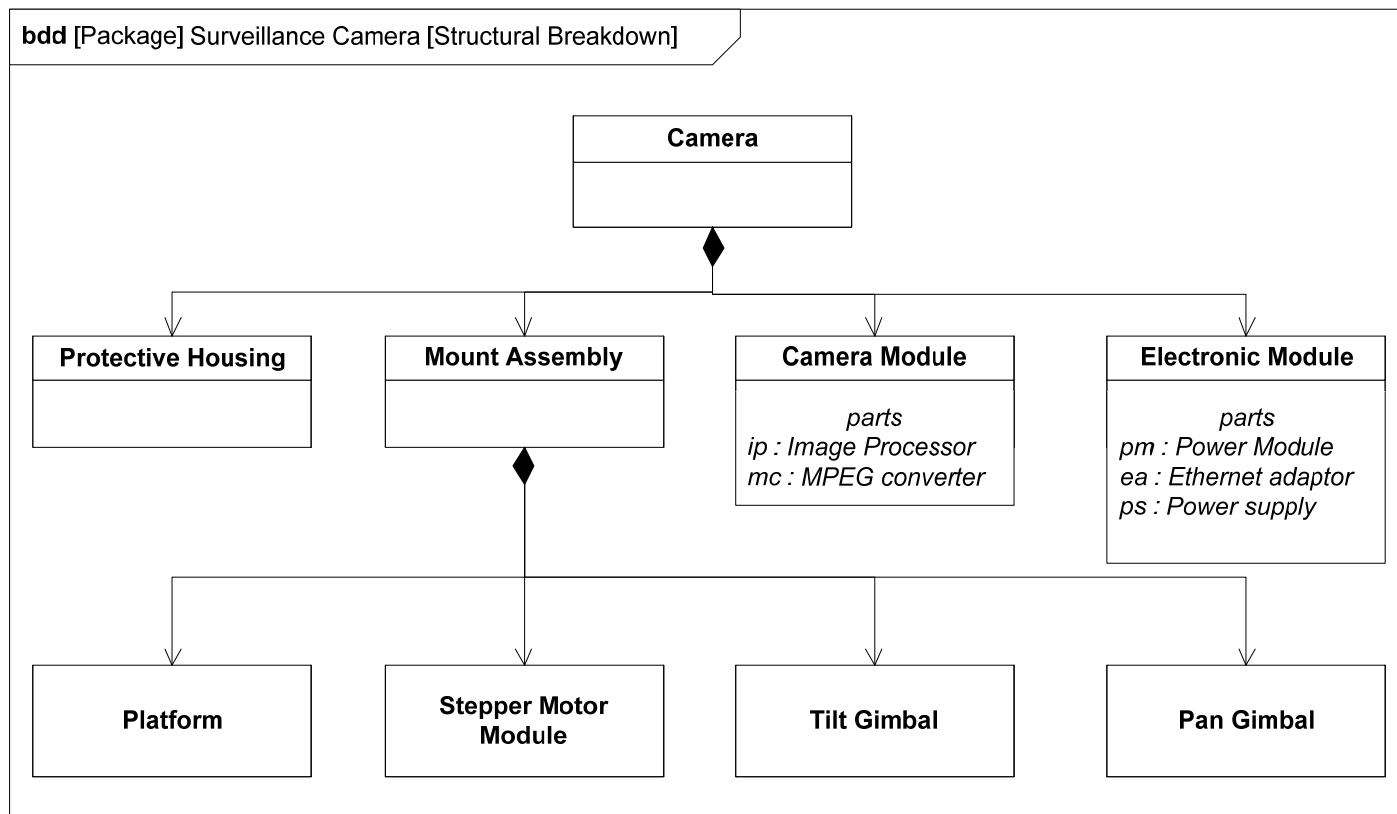 bdd [Package] Surveillance Camera [Structural Breakdown]
Camera
Protective Housing
Mount Assembly
Camera Module
parts
ip : Image Processor
mc : MPEG converter
Electronic Module
parts
pm : Power Module
ea : Ethernet adaptor
ps : Power supply
Platform
Stepper Motor
Module
Tilt Gimbal
Pan Gimbal